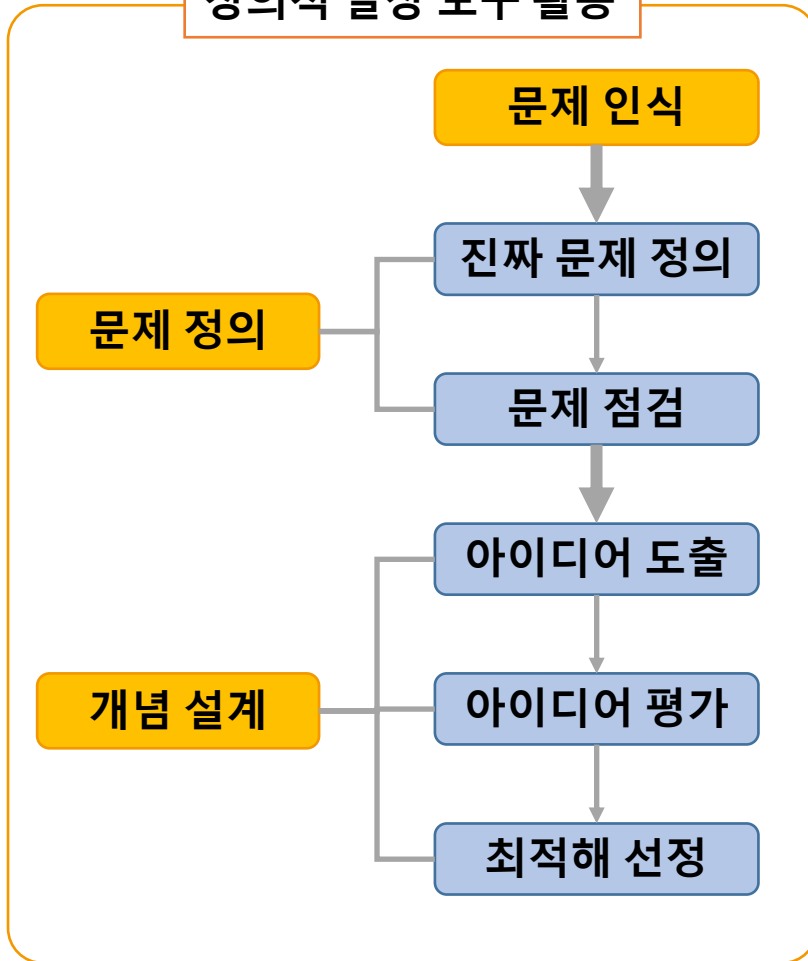 문제 인식
진짜 문제 정의
문제 정의
문제 점검
아이디어 도출
개념 설계
아이디어 평가
최적해 선정